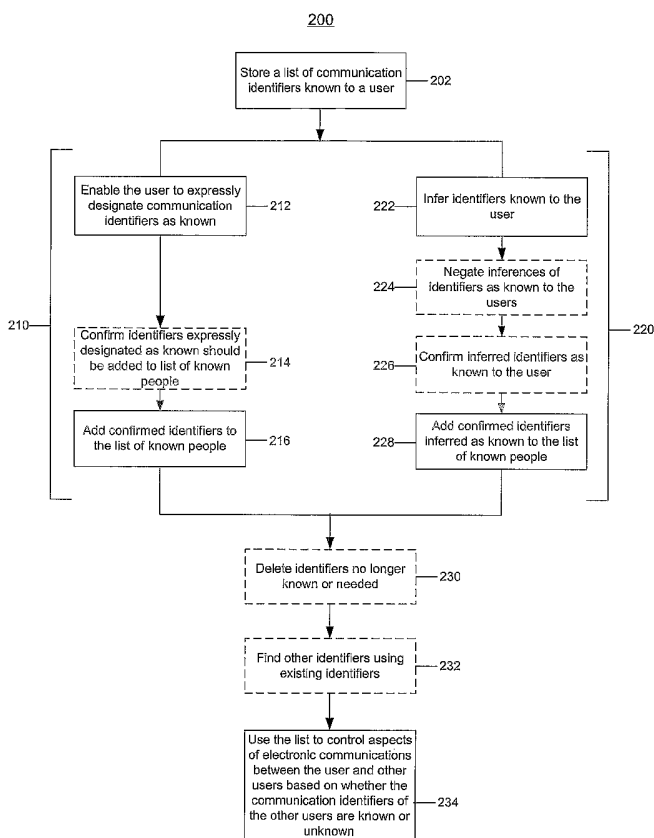 200
Store a list of communication
identifiers known to a user
202
Enable the user to expressly
designate communication
identifiers as known
212
222
Infer identifiers known to the
user
224
Negate inferences of
identifiers as known to the
users
210
220
Confirm identifiers expressly
designated as known should
be added to list of known
people
214
226
Confirm inferred identifiers as
known to the user
Add confirmed identifiers to
the list of known people
216
228
Add confirmed identifiers
inferred as known to the list
of known people
Delete identifiers no longer
known or needed
230
Find other identifiers using
existing identifiers
232
Use the list to control aspects
of electronic communications
between the user and other
users based on whether the
communication identifiers of
the other users are known or
unknown
234